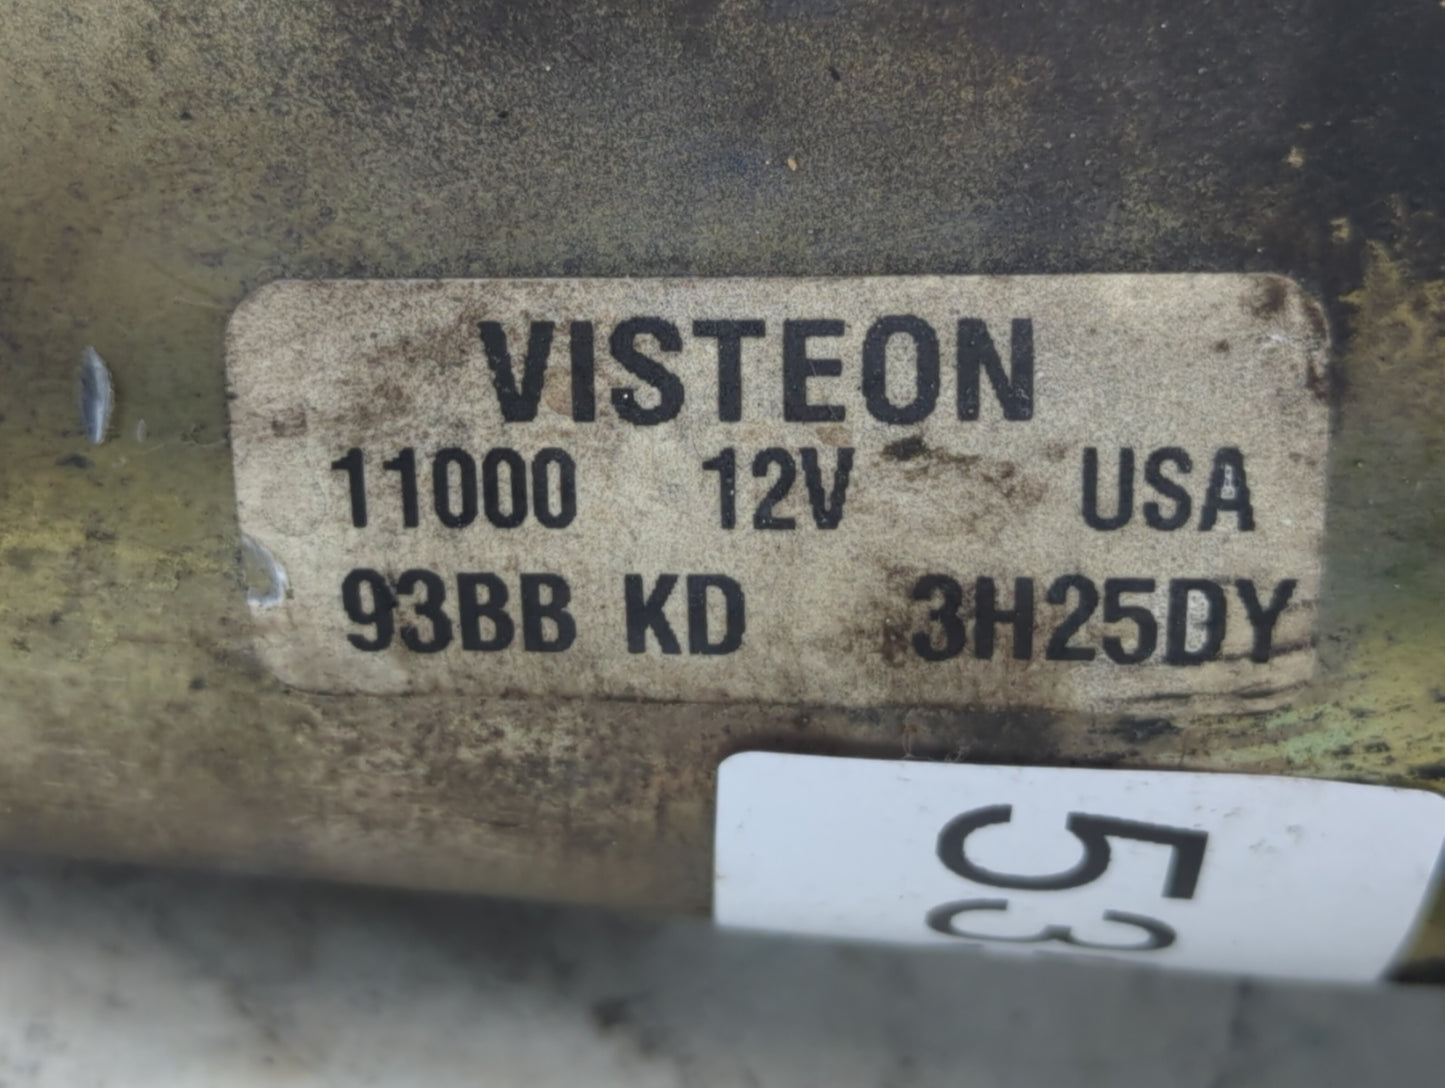 VISTEON
11000 12V USA
93BB KD 3H25DY
53